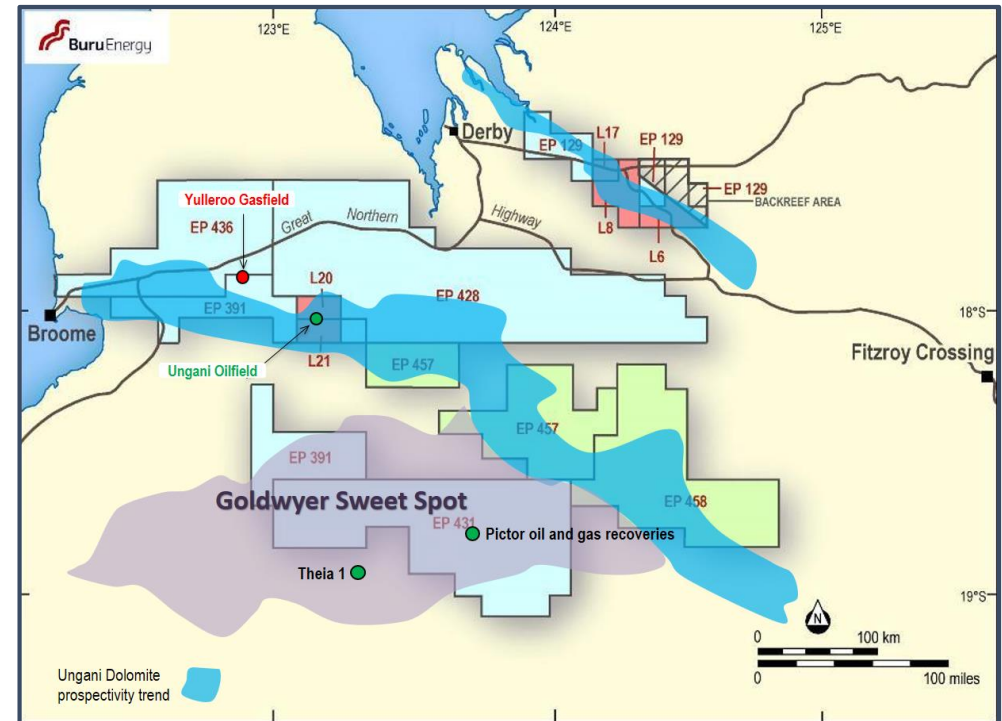 BuruEnergy
123°E
124°E
125°E
Derby
EP 129
L17
EP 129
EP 129
BACKREEF AREA
L8
L6
Yulleroo Gasfield
EP 436
Great Northern Highway
L20
EP 428
EP 391
Broome
18°S
Fitzroy Crossing
Ungani Oilfield
L21
EP 457
EP 457
EP 391
Goldwyer Sweet Spot
EP 458
EP 431
Pictor oil and gas recoveries
Theia 1
19°S
N
0 100 km
0 100 miles
Ungani Dolomite
prospectivity trend